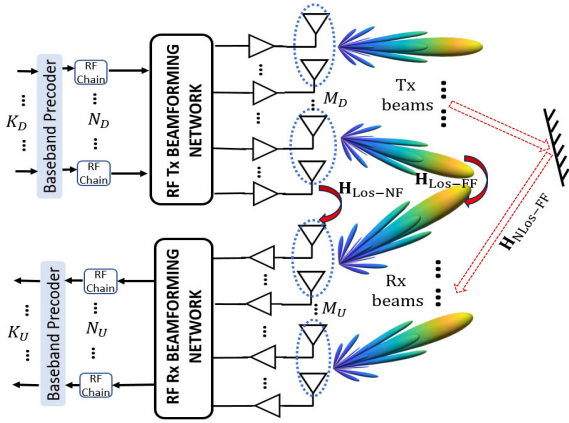 K_D
Baseband Precoder
RF
Chain
N_D
RF
Chain
RF Tx BEAMFORMING
NETWORK
M_D
Tx
beams
H_Los−NF
H_Los−FF
H_NLos−FF
K_U
Baseband Precoder
RF
Chain
N_U
RF
Chain
RF Rx BEAMFORMING
NETWORK
M_U
Rx
beams